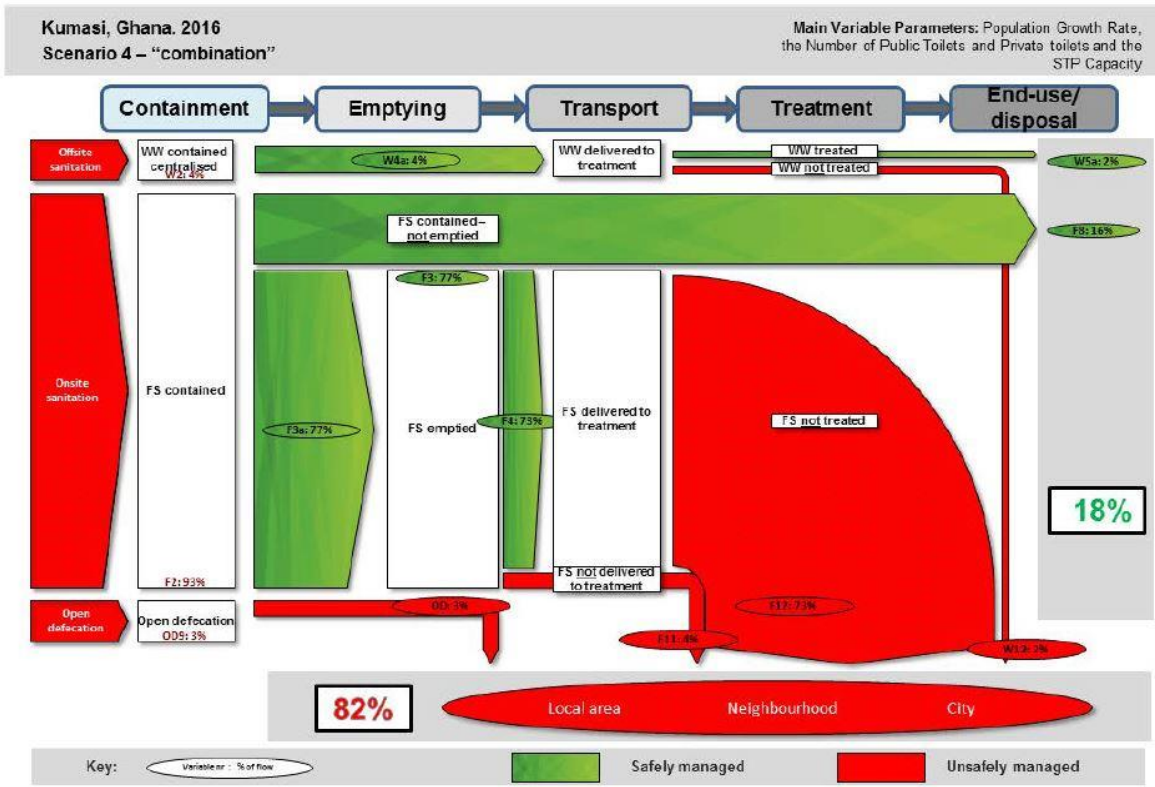 Kumasi, Ghana. 2016
Scenario 4 – “combination”
Main Variable Parameters: Population Growth Rate,
the Number of Public Toilets and Private toilets and the
STP Capacity
Containment
Emptying
Transport
Treatment
End-use/
disposal
Offsite
sanitation
WW contained
centralised
W2: 4%
W4a: 4%
WW delivered to
treatment
WW treated
WW not treated
W5a: 2%
FS contained–
not emptied
F8: 16%
F3: 77%
Onsite
sanitation
FS contained
F3a: 77%
FS emptied
F4: 73%
FS delivered to
treatment
FS not treated
18%
F2: 93%
FS not delivered
to treatment
Open
defecation
Open defecation
OD9: 3%
OD: 3%
F12: 73%
F11: 4%
W12: 2%
82%
Local area
Neighbourhood
City
Key:
Variable nr : % of flow
Safely managed
Unsafely managed